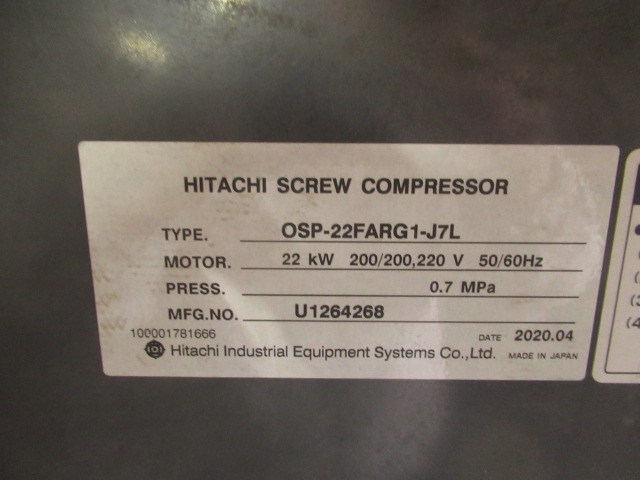 HITACHI SCREW COMPRESSOR
TYPE. OSP-22FARG1-J7L
MOTOR. 22 kW 200/200,220 V 50/60Hz
PRESS. 0.7 MPa
MFG.NO. U1264268
100001781666 DATE 2020.04
Hitachi Industrial Equipment Systems Co.,Ltd. MADE IN JAPAN